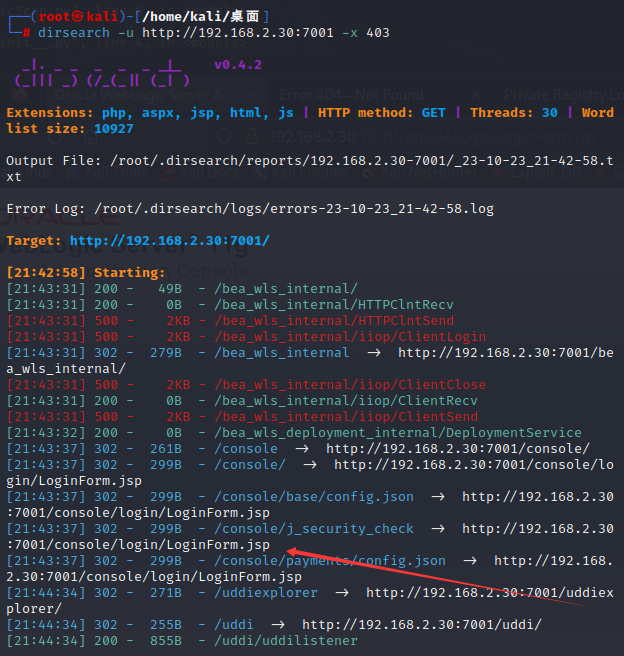 (root㉿kali)-[/home/kali/桌面]
# dirsearch -u http://192.168.2.30:7001 -x 403
v0.4.2
Extensions: php, aspx, jsp, html, js | HTTP method: GET | Threads: 30 | Word
list size: 10927
Output File: /root/.dirsearch/reports/192.168.2.30-7001/_23-10-23_21-42-58.t
xt
Error Log: /root/.dirsearch/logs/errors-23-10-23_21-42-58.log
Target: http://192.168.2.30:7001/
[21:42:58] Starting:
[21:43:31] 200 -   49B  - /bea_wls_internal/
[21:43:31] 200 -    0B  - /bea_wls_internal/HTTPClntRecv
[21:43:31] 500 -    2KB - /bea_wls_internal/HTTPClntSend
[21:43:31] 500 -    2KB - /bea_wls_internal/iiop/ClientLogin
[21:43:31] 302 -  279B  - /bea_wls_internal  ->  http://192.168.2.30:7001/be
a_wls_internal/
[21:43:31] 500 -    2KB - /bea_wls_internal/iiop/ClientClose
[21:43:31] 200 -    0B  - /bea_wls_internal/iiop/ClientRecv
[21:43:31] 500 -    2KB - /bea_wls_internal/iiop/ClientSend
[21:43:32] 200 -    0B  - /bea_wls_deployment_internal/DeploymentService
[21:43:37] 302 -  261B  - /console  ->  http://192.168.2.30:7001/console/
[21:43:37] 302 -  299B  - /console/  ->  http://192.168.2.30:7001/console/lo
gin/LoginForm.jsp
[21:43:37] 302 -  299B  - /console/base/config.json  ->  http://192.168.2.30
:7001/console/login/LoginForm.jsp
[21:43:37] 302 -  299B  - /console/j_security_check  ->  http://192.168.2.30
:7001/console/login/LoginForm.jsp
[21:43:37] 302 -  299B  - /console/payments/config.json  ->  http://192.168.
2.30:7001/console/login/LoginForm.jsp
[21:44:34] 302 -  271B  - /uddiexplorer  ->  http://192.168.2.30:7001/uddiex
plorer/
[21:44:34] 302 -  255B  - /uddi  ->  http://192.168.2.30:7001/uddi/
[21:44:34] 200 -  855B  - /uddi/uddilistener